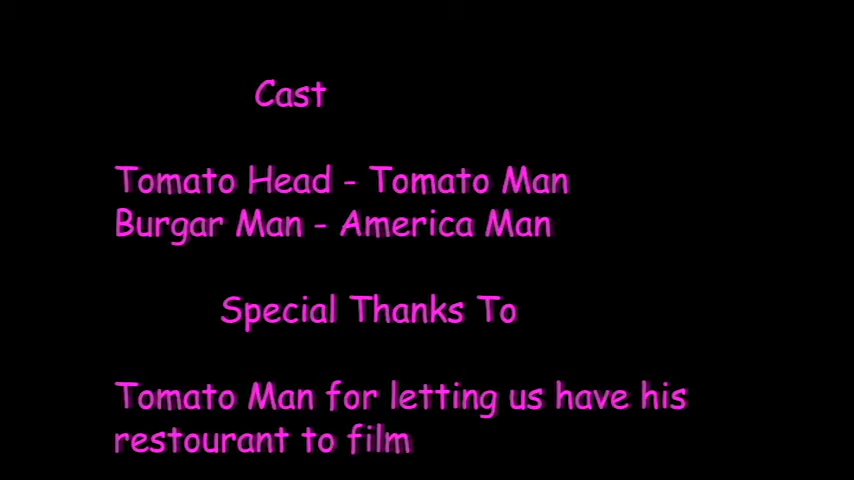 Cast
Tomato Head - Tomato Man
Burgar Man - America Man
Special Thanks To
Tomato Man for letting us have his
restourant to film